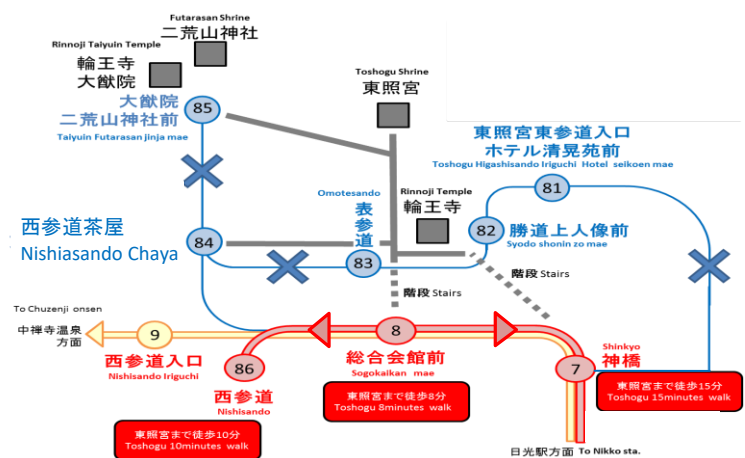 Futarasan Shrine
二荒山神社
Rinnoji Taiyuin Temple
輪王寺
大猷院
大猷院
二荒山神社前
Taiyuin Futarasan jinja mae
85
Toshogu Shrine
東照宮
東照宮東参道入口
ホテル清晃苑前
Toshogu Higashisando Iriguchi Hotel seikoen mae
81
Omotesando
表参道
83
Rinnoji Temple
輪王寺
82
勝道上人像前
Syodo shonin zo mae
西参道茶屋
Nishiasando Chaya
84
階段 Stairs
階段 Stairs
To Chuzenji onsen
中禅寺温泉
方面
9
西参道入口
Nishisando Iriguchi
86
西参道
Nishisando
8
総合会館前
Sogokaikan mae
Shinkyo
神橋
7
東照宮まで徒歩10分
Toshogu 10minutes walk
東照宮まで徒歩8分
Toshogu 8minutes walk
東照宮まで徒歩15分
Toshogu 15minutes walk
日光駅方面 To Nikko sta.